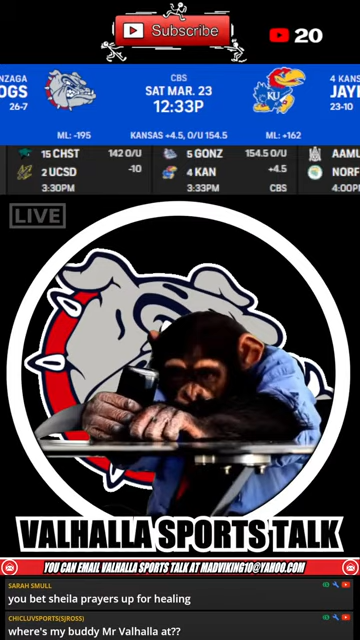 Subscribe
20
NZAGA
OGS
26-7
CBS
SAT MAR. 23
12:33P
4 KANS
JAYH
23-10
KU
ML: -195
KANSAS +4.5, O/U 154.5
ML: +162
15 CHST 142 O/U
2 UCSD -10
3:30PM
5 GONZ 154.5 O/U
4 KAN +4.5
3:33PM CBS
AAMU
NORF
4:00P
LIVE
VALHALLA SPORTS TALK
YOU CAN EMAIL VALHALLA SPORTS TALK AT MADVIKING10@YAHOO.COM
SARAH SMULL
you bet sheila prayers up for healing
CHICLUVSPORTS(SJROSS)
where's my buddy Mr Valhalla at??